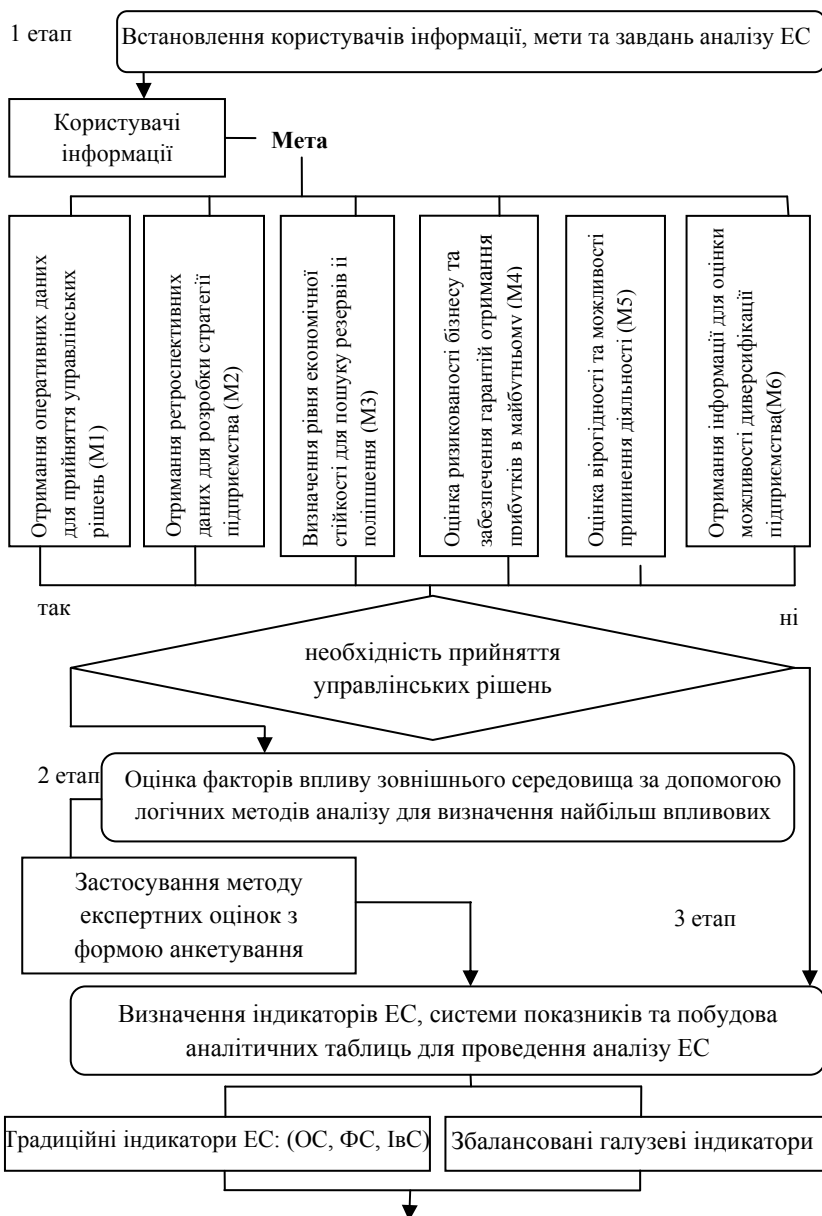 1 етап
Встановлення користувачів інформації, мети та завдань аналізу ЕС
Користувачі
інформації
Мета
Отримання оперативних даних
для прийняття управлінських
рішень (М1)
Отримання ретроспективних
даних для розробки стратегії
підприємства (М2)
Визначення рівня економічної
стійкості для пошуку резервів її
поліпшення (М3)
Оцінка ризикованості бізнесу та
забезпечення гарантій отримання
прибутків в майбутньому (М4)
Оцінка вірогідності та можливості
припинення діяльності (М5)
Отримання інформації для оцінки
можливості диверсифікації
підприємства(М6)
так
ні
необхідність прийняття
управлінських рішень
2 етап
Оцінка факторів впливу зовнішнього середовища за допомогою
логічних методів аналізу для визначення найбільш впливових
Застосування методу
експертних оцінок з
формою анкетування
3 етап
Визначення індикаторів ЕС, системи показників та побудова
аналітичних таблиць для проведення аналізу ЕС
Традиційні індикатори ЕС: (ОС, ФС, ІвС)
Збалансовані галузеві індикатори